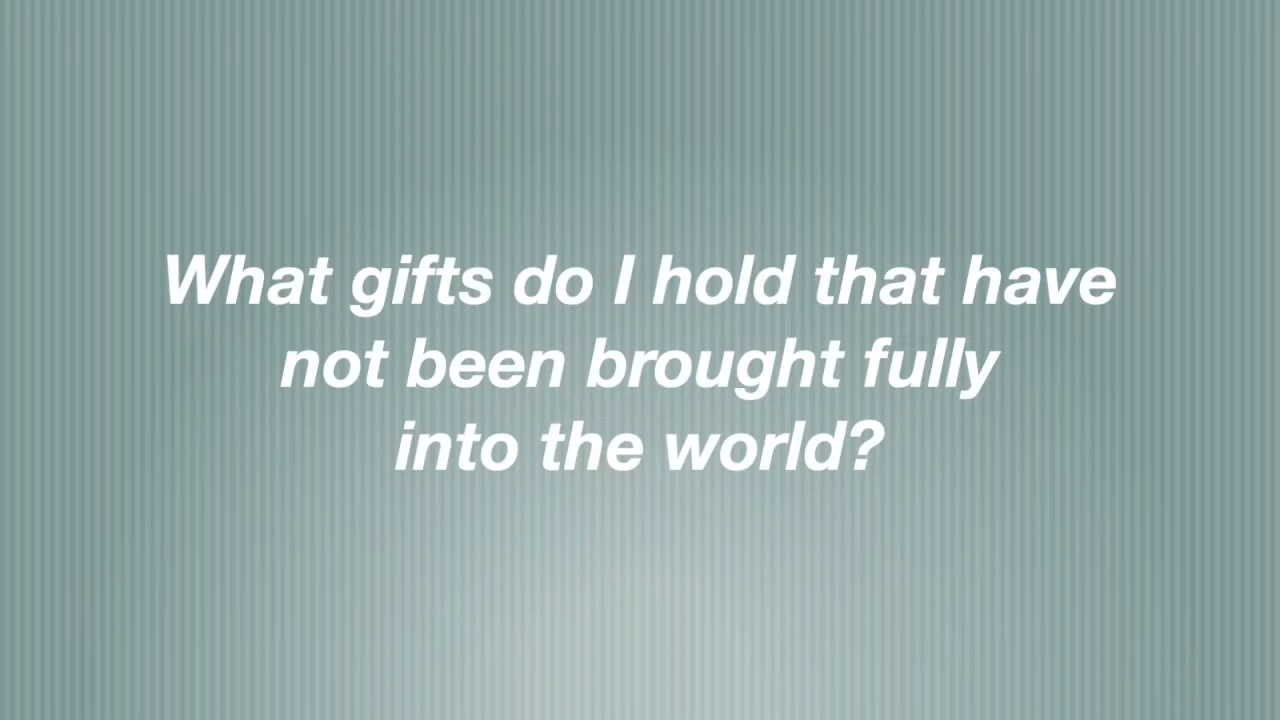 What gifts do I hold that have
not been brought fully
into the world?